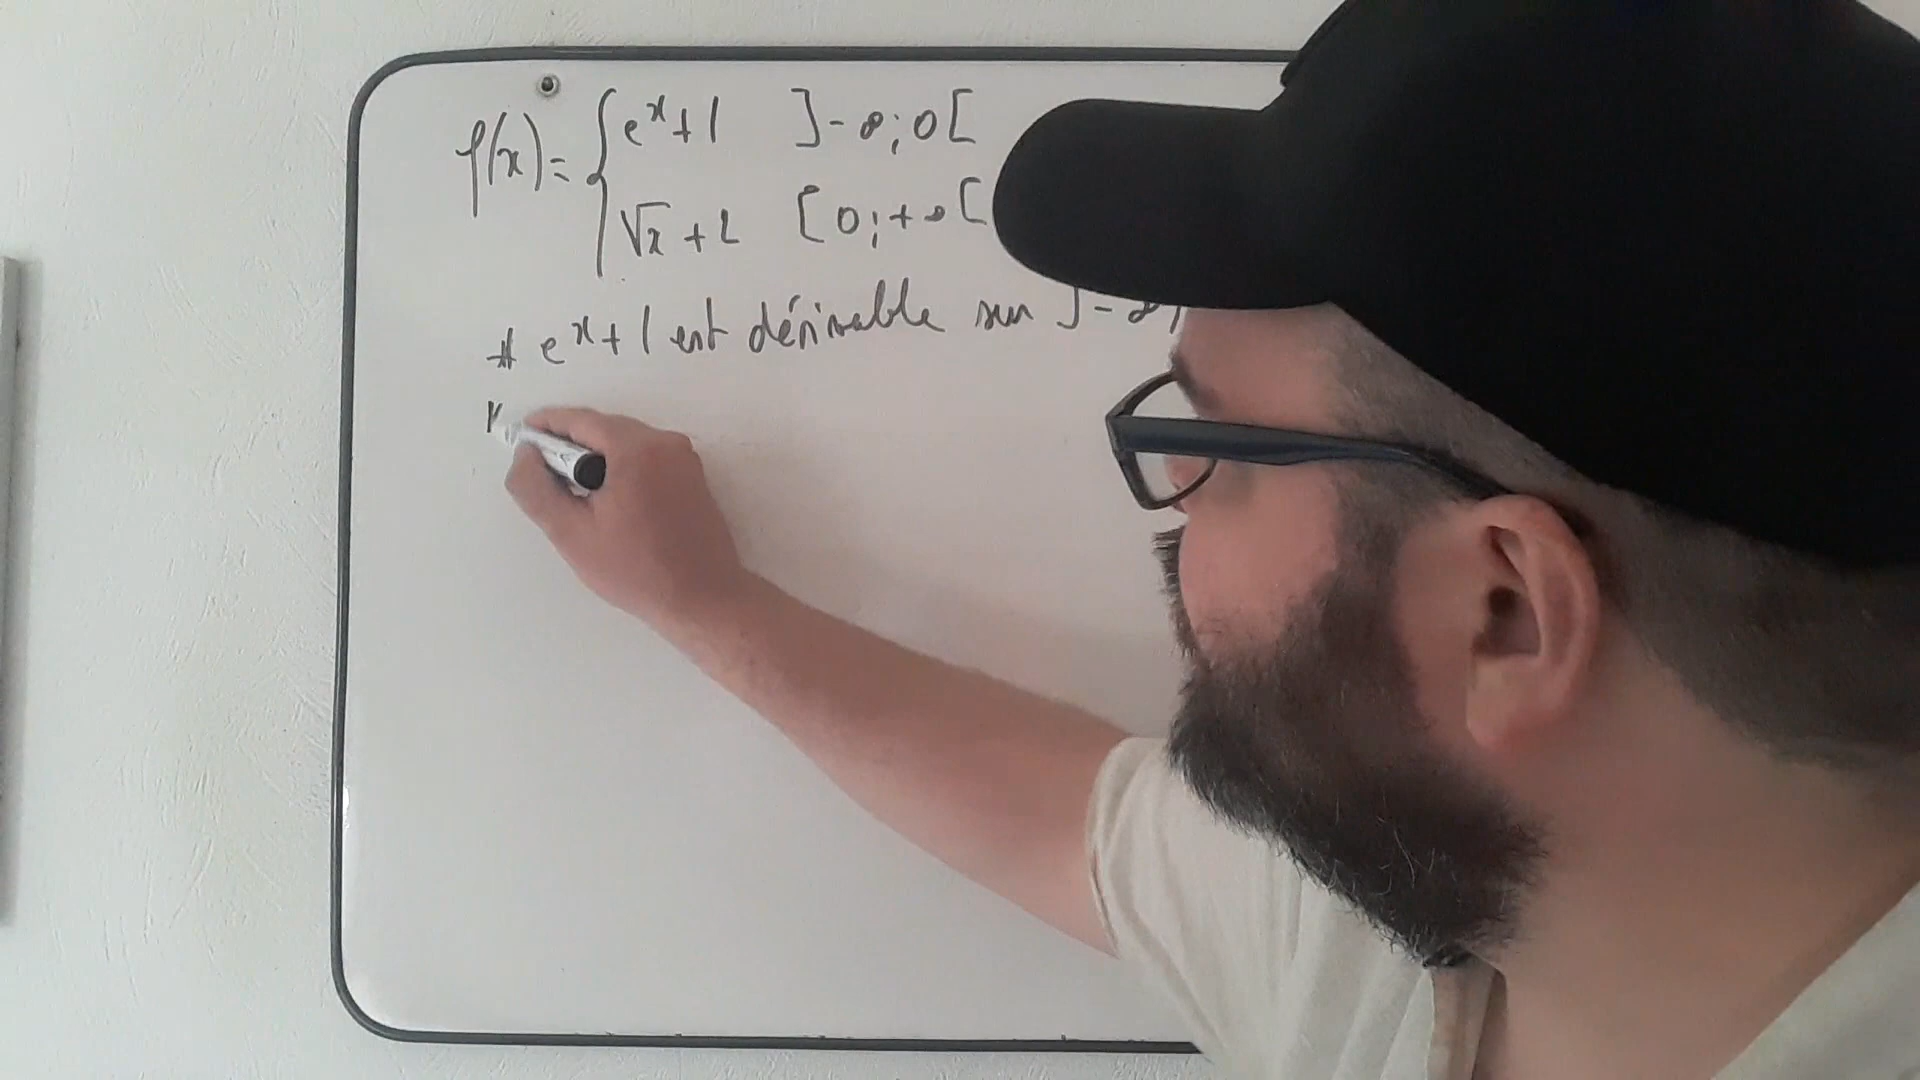 f(x) = { e^x + 1 ]-∞; 0[
√x + 2 [0; +∞[
* e^x + 1 est dérivable sur ]-∞;